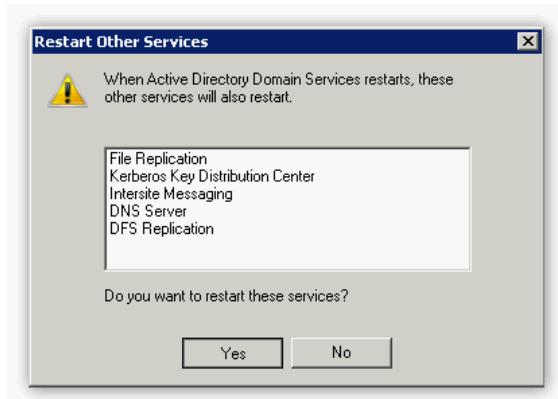 Restart Other Services
When Active Directory Domain Services restarts, these
other services will also restart.
File Replication
Kerberos Key Distribution Center
Intersite Messaging
DNS Server
DFS Replication
Do you want to restart these services?
Yes
No